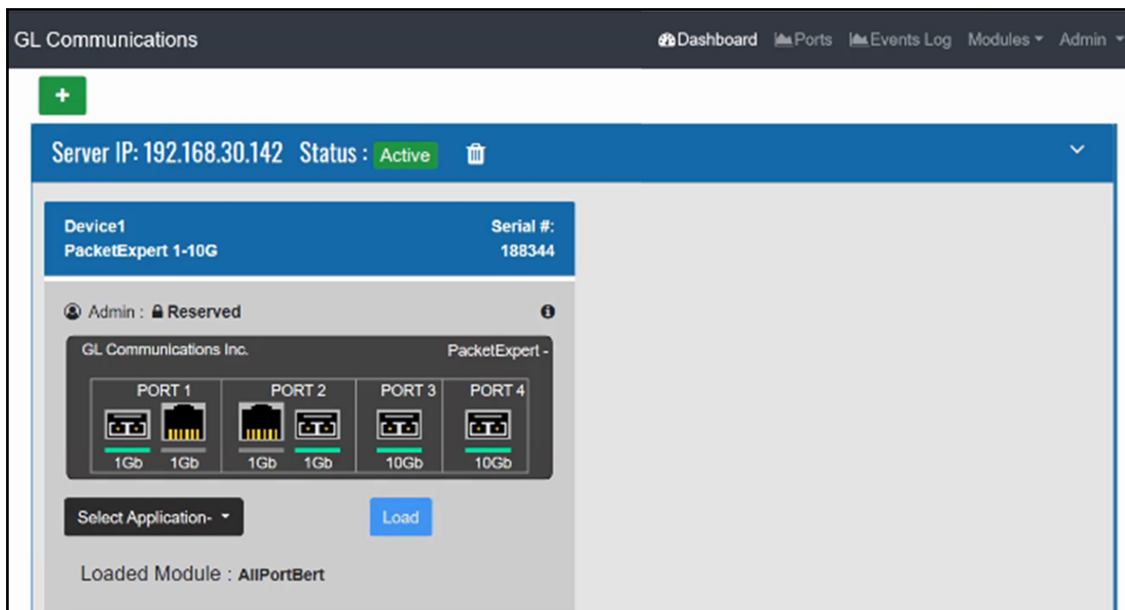 GL Communications Dashboard Ports Events Log Modules Admin
+
Server IP: 192.168.30.142 Status : Active
Device1 Serial #:
PacketExpert 1-10G 188344
Admin : Reserved
GL Communications Inc. PacketExpert -
PORT 1 PORT 2 PORT 3 PORT 4
1Gb 1Gb 1Gb 1Gb 10Gb 10Gb
Select Application- Load
Loaded Module : AllPortBert